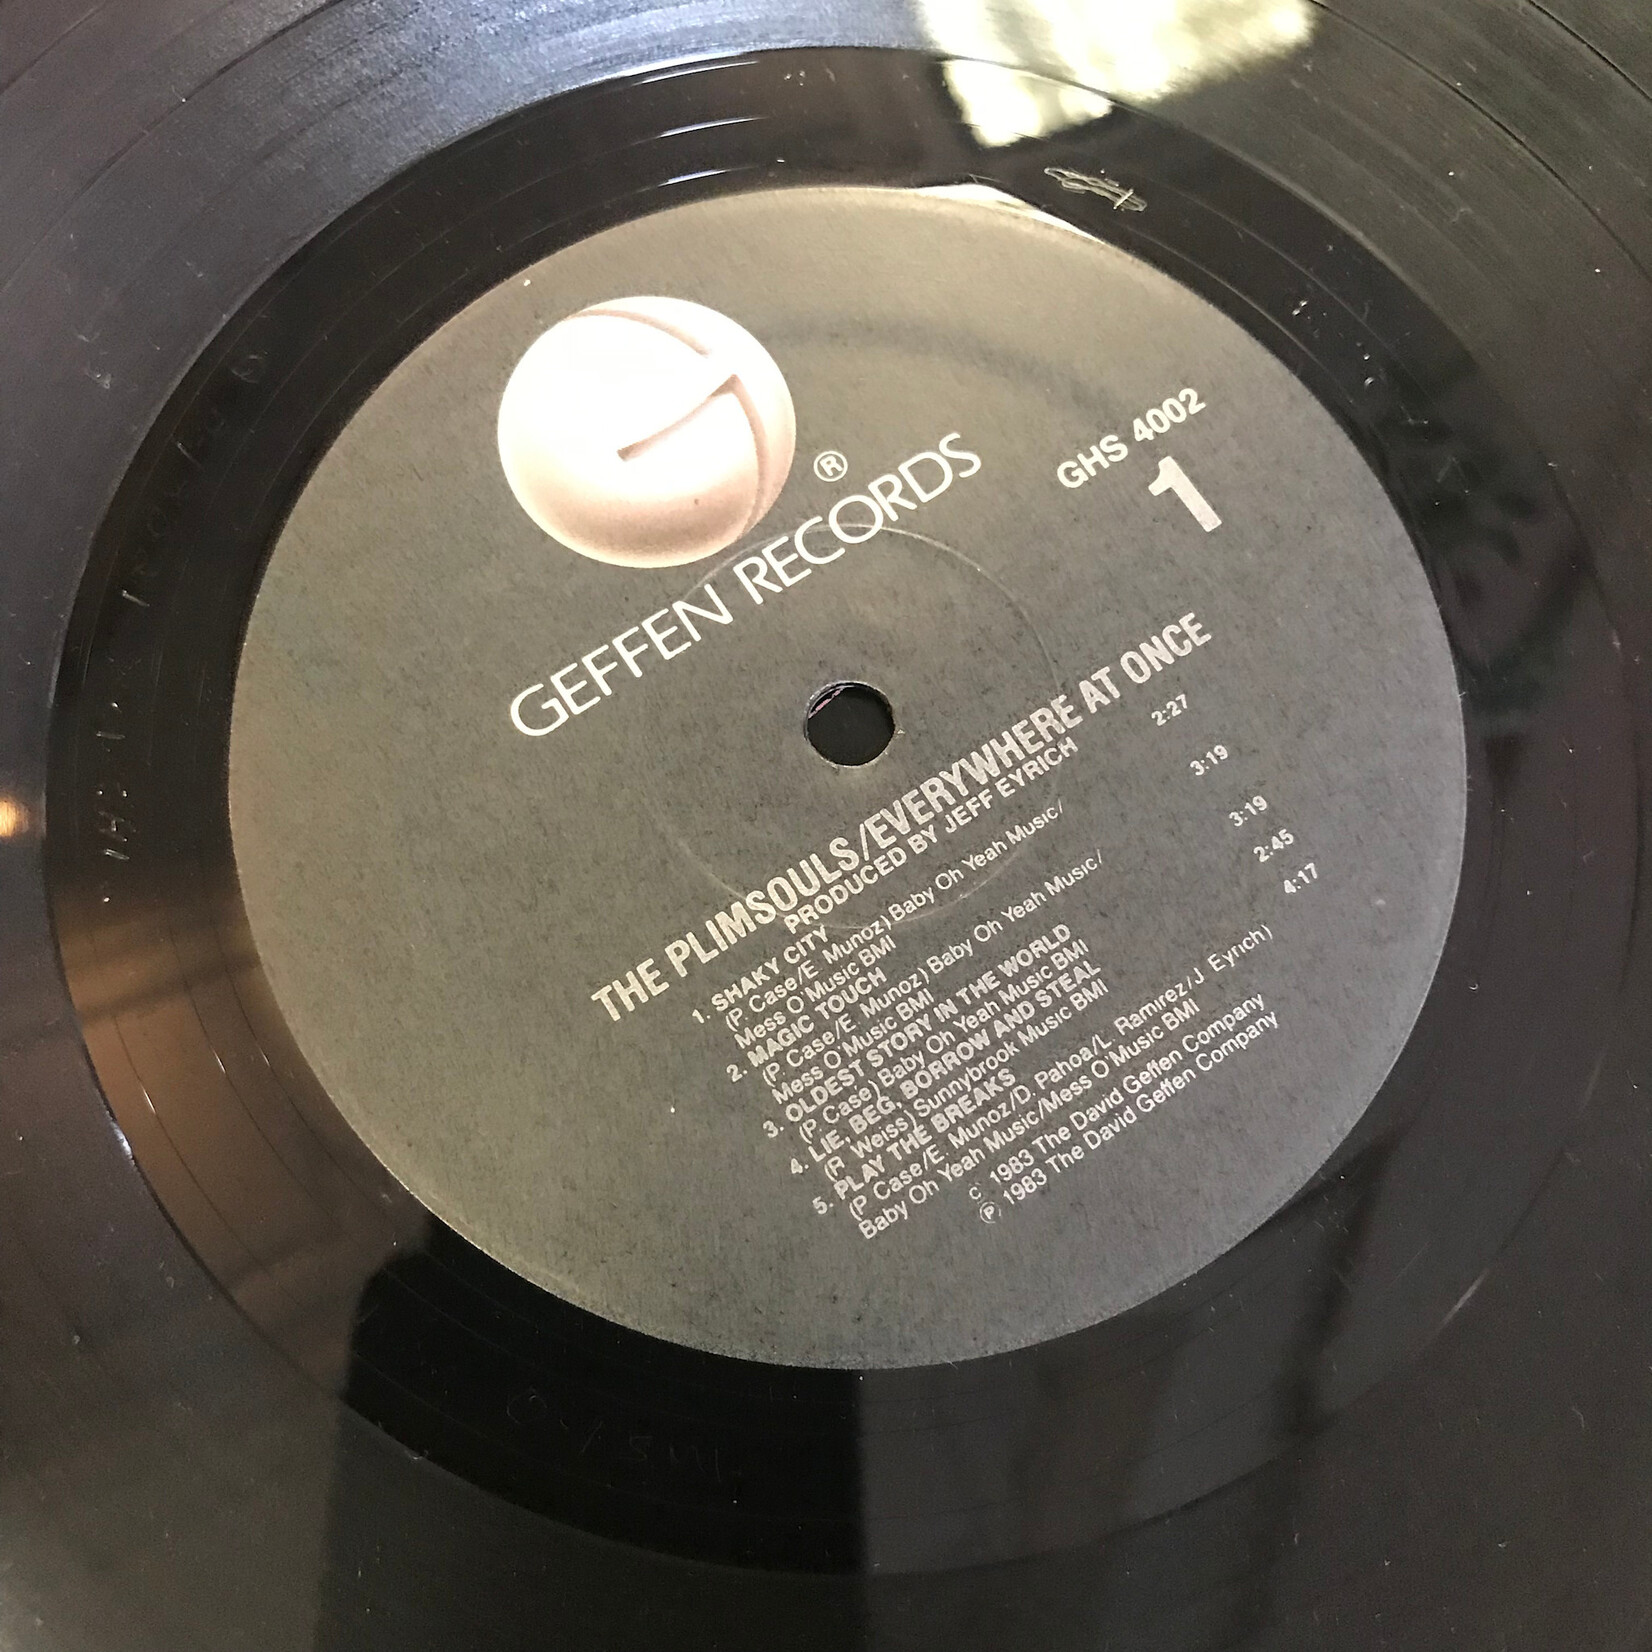 ®
GEFFEN RECORDS
GHS 4002
1
THE PLIMSOULS/EVERYWHERE AT ONCE
PRODUCED BY JEFF EYRICH
1. SHAKY CITY 2:27
(P. Case/E. Munoz) Baby Oh Yeah Music/
Mess O' Music BMI
2. MAGIC TOUCH 3:19
(P. Case/E. Munoz) Baby Oh Yeah Music/
Mess O' Music BMI
3. OLDEST STORY IN THE WORLD 3:19
(P. Case) Baby Oh Yeah Music BMI
4. LIE, BEG, BORROW AND STEAL 2:45
(R. Weiss) Sunnybrook Music BMI
5. PLAY THE BREAKS 4:17
(P. Case/E. Munoz/D. Pahoa/L. Ramirez/J. Eyrich)
Baby Oh Yeah Music/Mess O' Music BMI
© 1983 The David Geffen Company
℗ 1983 The David Geffen Company